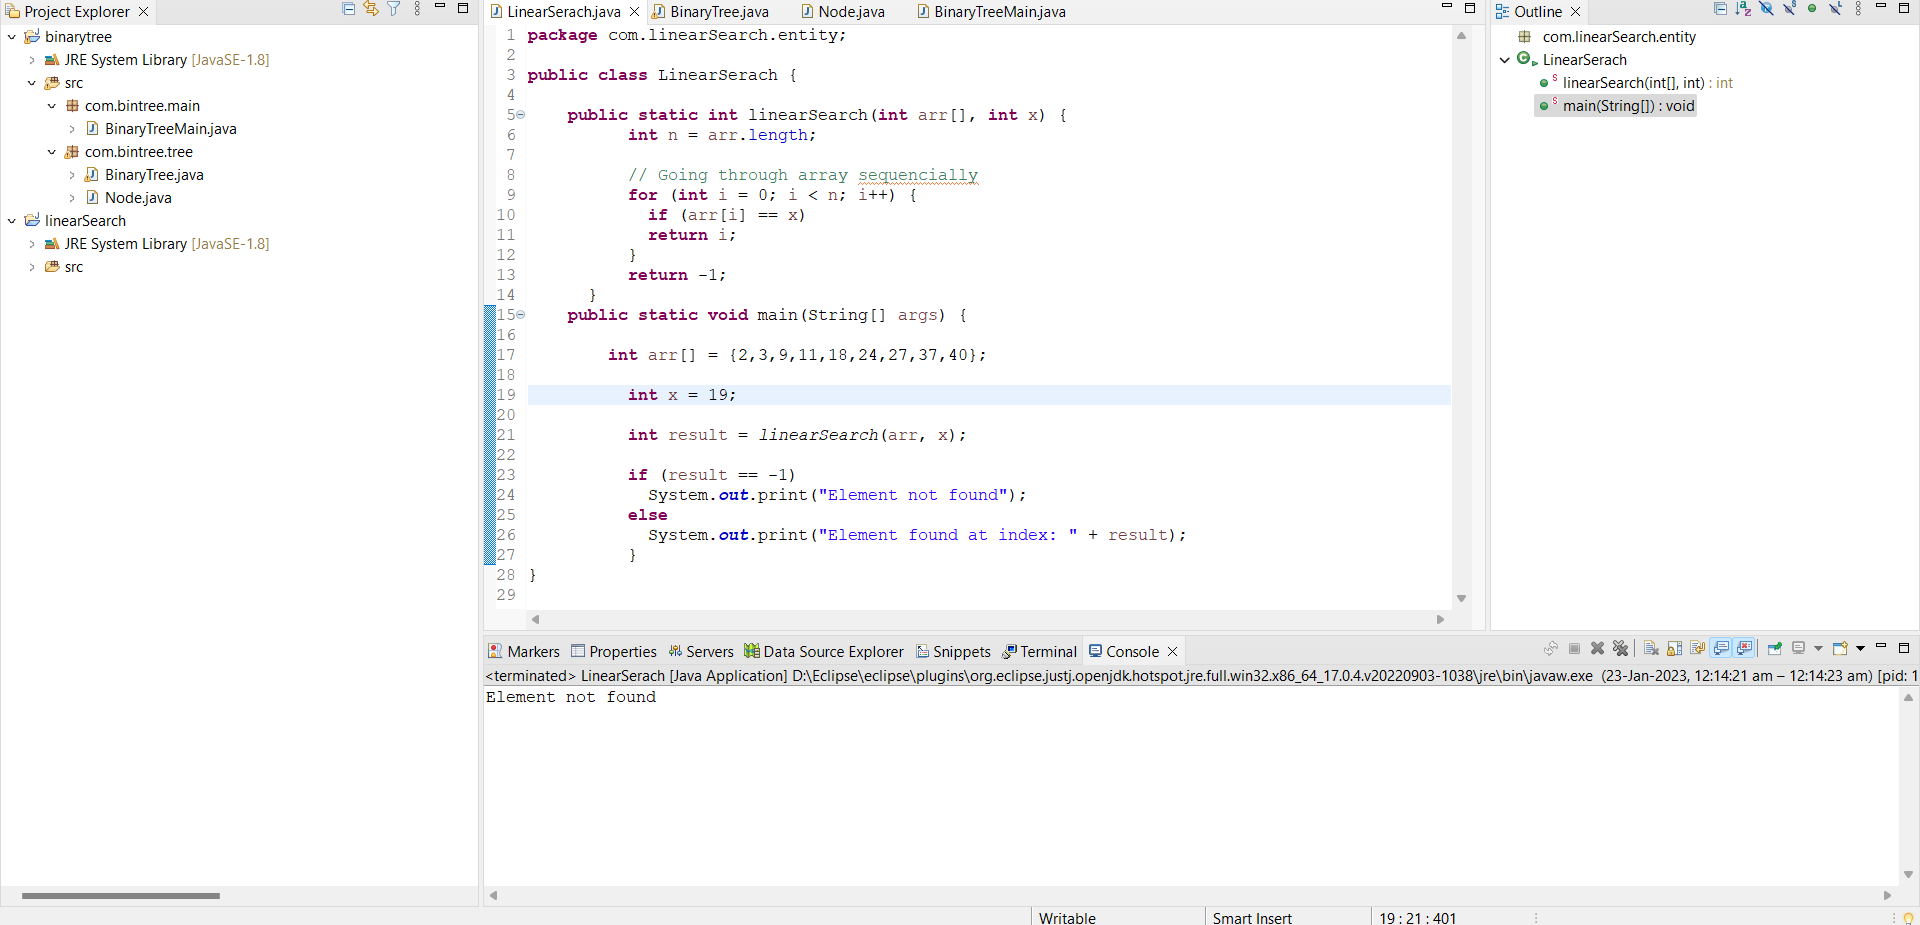 Project Explorer
binarytree
JRE System Library [JavaSE-1.8]
src
com.bintree.main
BinaryTreeMain.java
com.bintree.tree
BinaryTree.java
Node.java
linearSearch
JRE System Library [JavaSE-1.8]
src
LinearSerach.java BinaryTree.java Node.java BinaryTreeMain.java
1 package com.linearSearch.entity;
2
3 public class LinearSerach {
4
5 public static int linearSearch(int arr[], int x) {
6 int n = arr.length;
7
8 // Going through array sequencially
9 for (int i = 0; i < n; i++) {
10 if (arr[i] == x)
11 return i;
12 }
13 return -1;
14 }
15 public static void main(String[] args) {
16
17 int arr[] = {2,3,9,11,18,24,27,37,40};
18
19 int x = 19;
20
21 int result = linearSearch(arr, x);
22
23 if (result == -1)
24 System.out.print("Element not found");
25 else
26 System.out.print("Element found at index: " + result);
27 }
28 }
29
Outline
com.linearSearch.entity
LinearSerach
linearSearch(int[], int) : int
main(String[]) : void
Markers Properties Servers Data Source Explorer Snippets Terminal Console
<terminated> LinearSerach [Java Application] D:\Eclipse\eclipse\plugins\org.eclipse.justj.openjdk.hotspot.jre.full.win32.x86_64_17.0.4.v20220903-1038\jre\bin\javaw.exe (23-Jan-2023, 12:14:21 am – 12:14:23 am) [pid: 1
Element not found
Writable Smart Insert 19 : 21 : 401